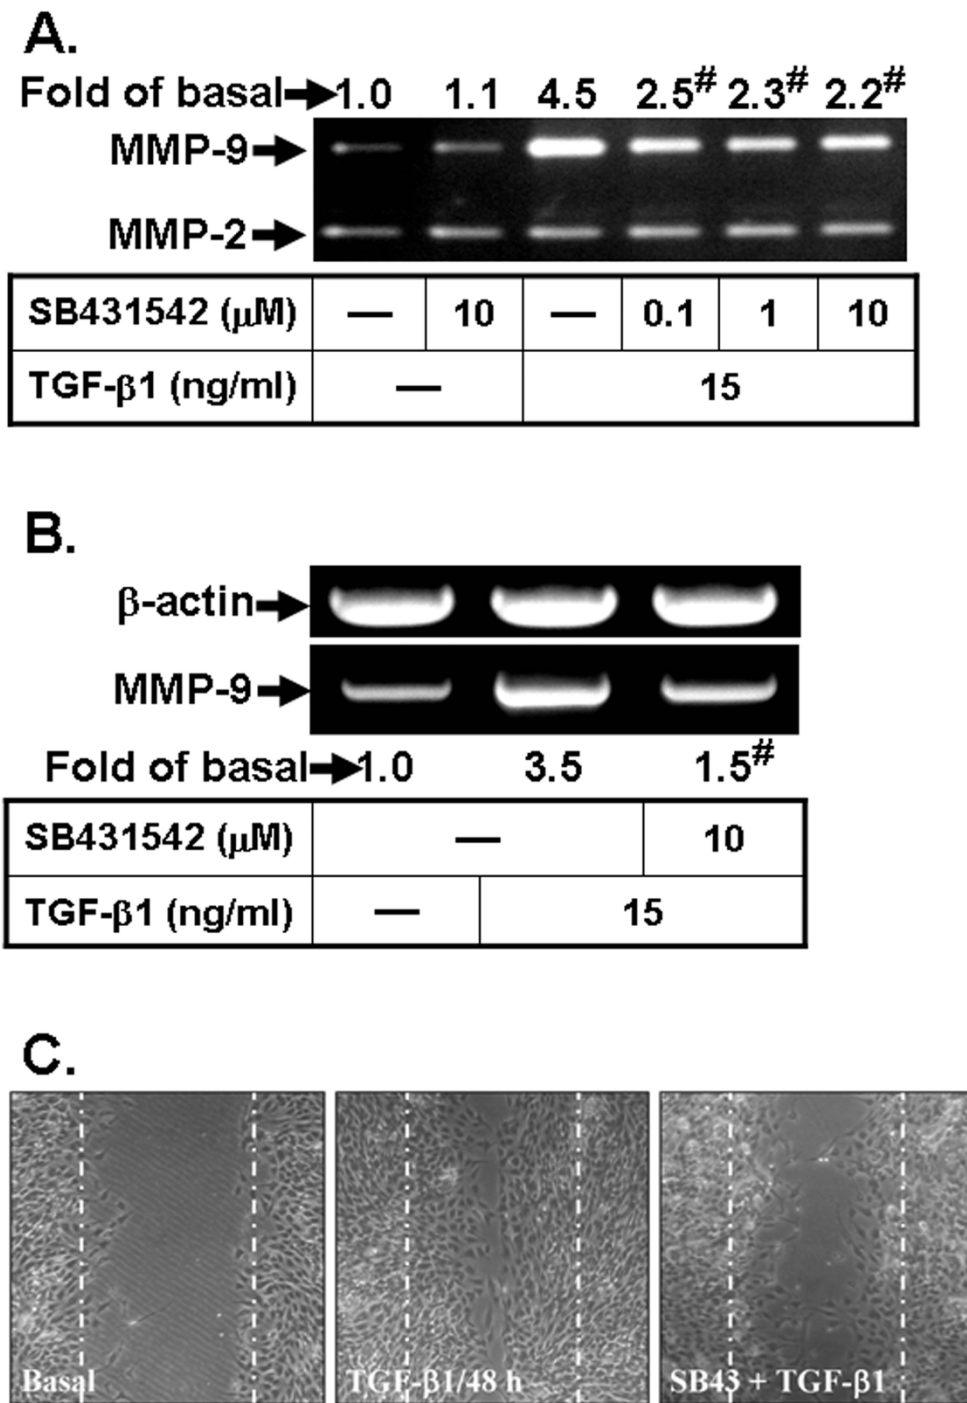 A.
Fold of basal 1.0 1.1 4.5 2.5# 2.3# 2.2#
MMP-9
MMP-2
SB431542 (μM) — 10 — 0.1 1 10
TGF-β1 (ng/ml) — 15
B.
β-actin
MMP-9
Fold of basal 1.0 3.5 1.5#
SB431542 (μM) — 10
TGF-β1 (ng/ml) — 15
C.
Basal TGF-β1/48 h SB43 + TGF-β1